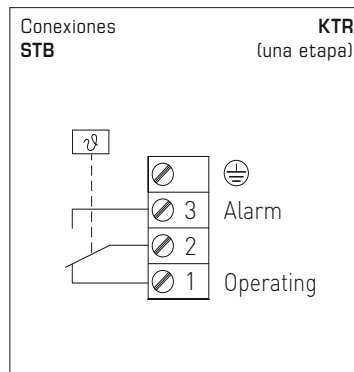 Conexiones KTR
STB (una etapa)
ϑ
3 Alarm
2
1 Operating